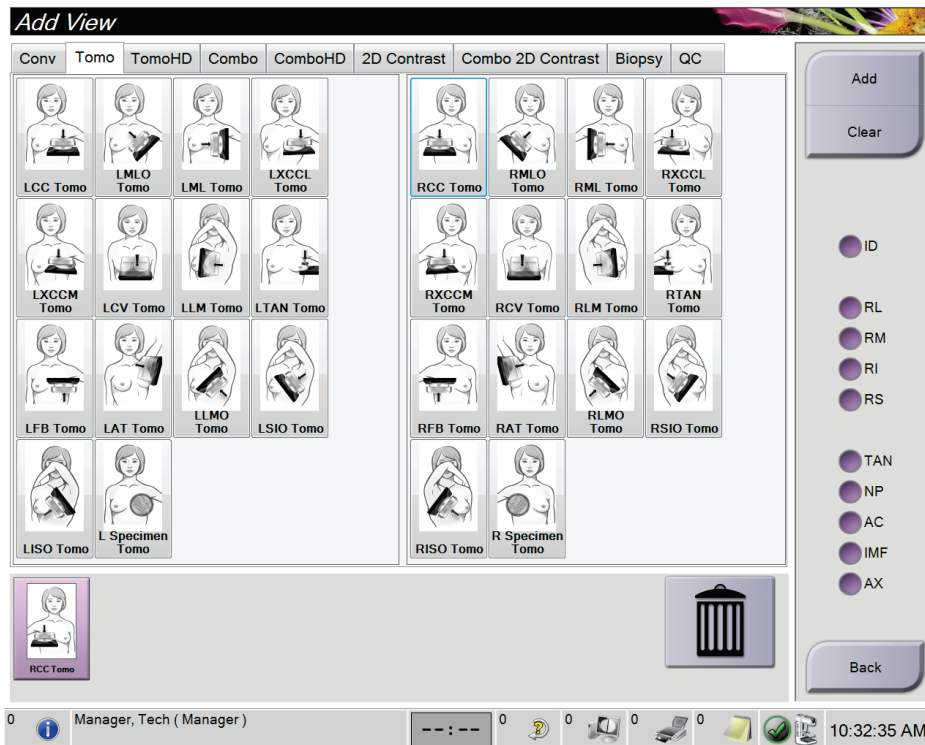 Add View
Conv Tomo TomoHD Combo ComboHD 2D Contrast Combo 2D Contrast Biopsy QC
LCC Tomo
LMLO
Tomo
LML Tomo
LXCCL
Tomo
RCC Tomo
RMLO
Tomo
RML Tomo
RXCCL
Tomo
LXCCM
Tomo
LCV Tomo
LLM Tomo
LTAN Tomo
RXCCM
Tomo
RCV Tomo
RLM Tomo
RTAN
Tomo
LFB Tomo
LAT Tomo
LLMO
Tomo
LSIO Tomo
RFB Tomo
RAT Tomo
RLMO
Tomo
RSIO Tomo
LISO Tomo
L Specimen
Tomo
RISO Tomo
R Specimen
Tomo
RCC Tomo
Add
Clear
ID
RL
RM
RI
RS
TAN
NP
AC
IMF
AX
Back
0 Manager, Tech ( Manager ) --:-- 0 0 0 0 10:32:35 AM